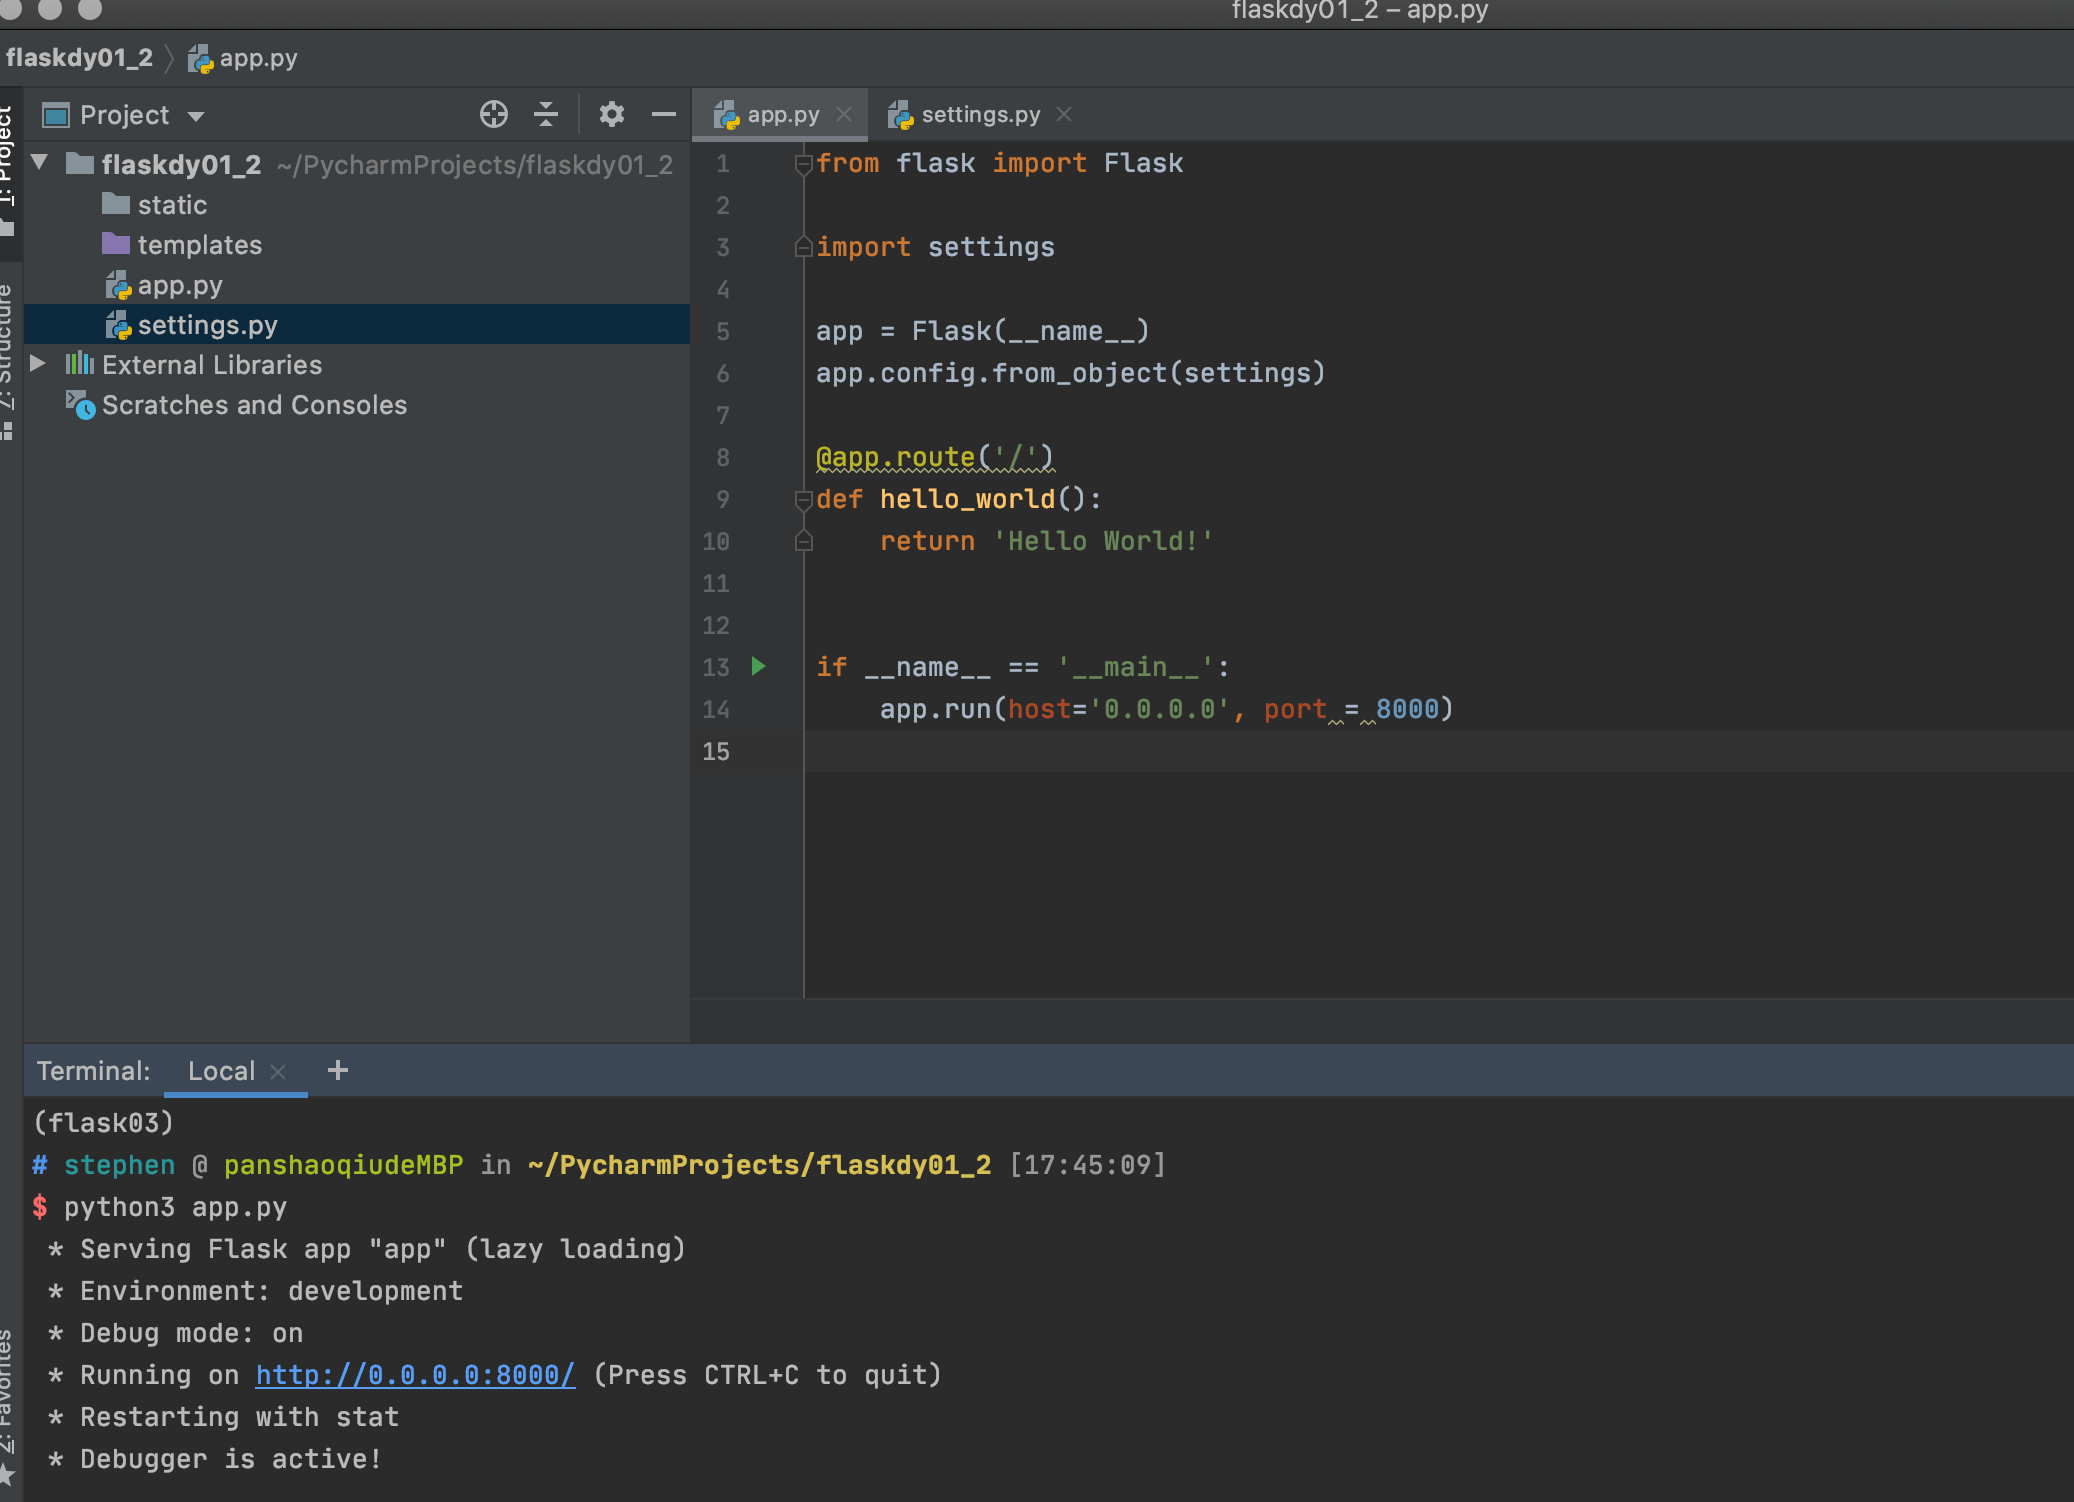 flaskdy01_2 – app.py
flaskdy01_2 app.py
Project
app.py
settings.py
1: Project
7: Structure
2: Favorites
flaskdy01_2 ~/PycharmProjects/flaskdy01_2
static
templates
app.py
settings.py
External Libraries
Scratches and Consoles
1 from flask import Flask
2
3 import settings
4
5 app = Flask(__name__)
6 app.config.from_object(settings)
7
8 @app.route('/')
9 def hello_world():
10     return 'Hello World!'
11
12
13 if __name__ == '__main__':
14     app.run(host='0.0.0.0', port = 8000)
15
Terminal: Local +
(flask03)
# stephen @ panshaoqiudeMBP in ~/PycharmProjects/flaskdy01_2 [17:45:09]
$ python3 app.py
* Serving Flask app "app" (lazy loading)
* Environment: development
* Debug mode: on
* Running on http://0.0.0.0:8000/ (Press CTRL+C to quit)
* Restarting with stat
* Debugger is active!